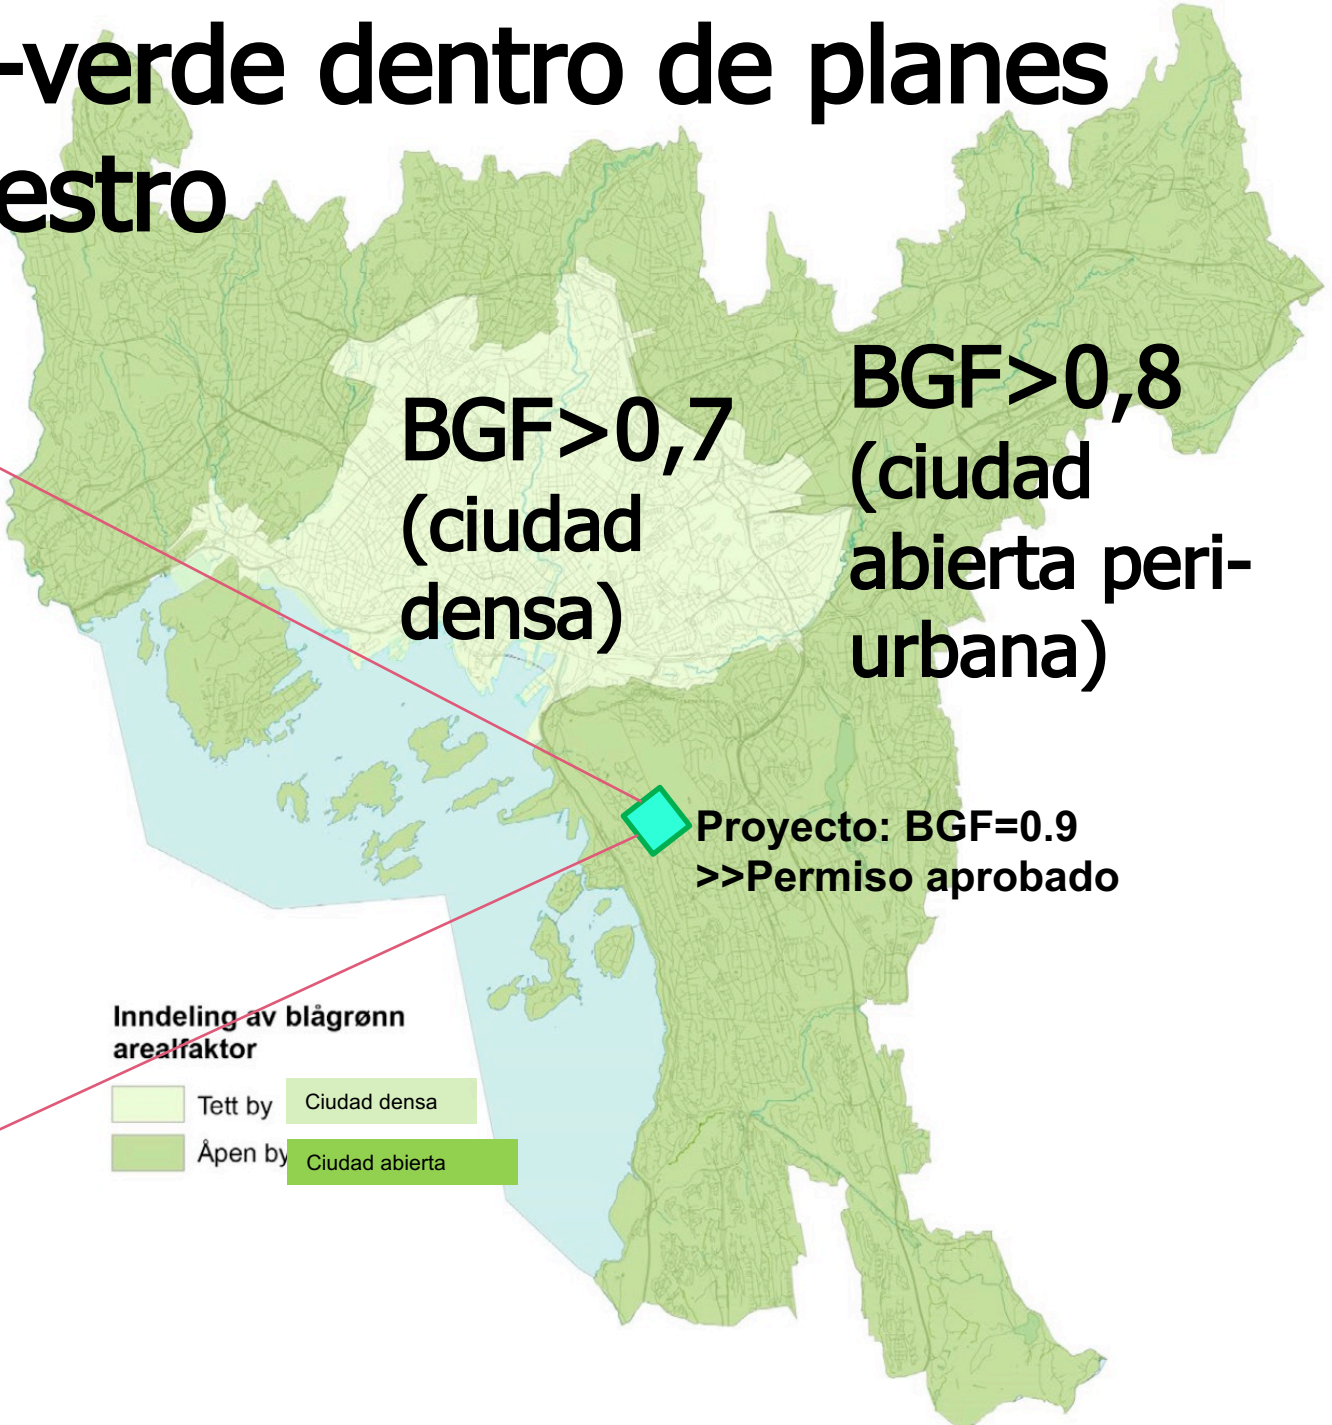 -verde dentro de planes
estro
BGF>0,7
(ciudad
densa)
BGF>0,8
(ciudad
abierta peri-
urbana)
Proyecto: BGF=0.9
>>Permiso aprobado
Inndeling av blågrønn
arealfaktor
Tett by
Ciudad densa
Åpen by
Ciudad abierta